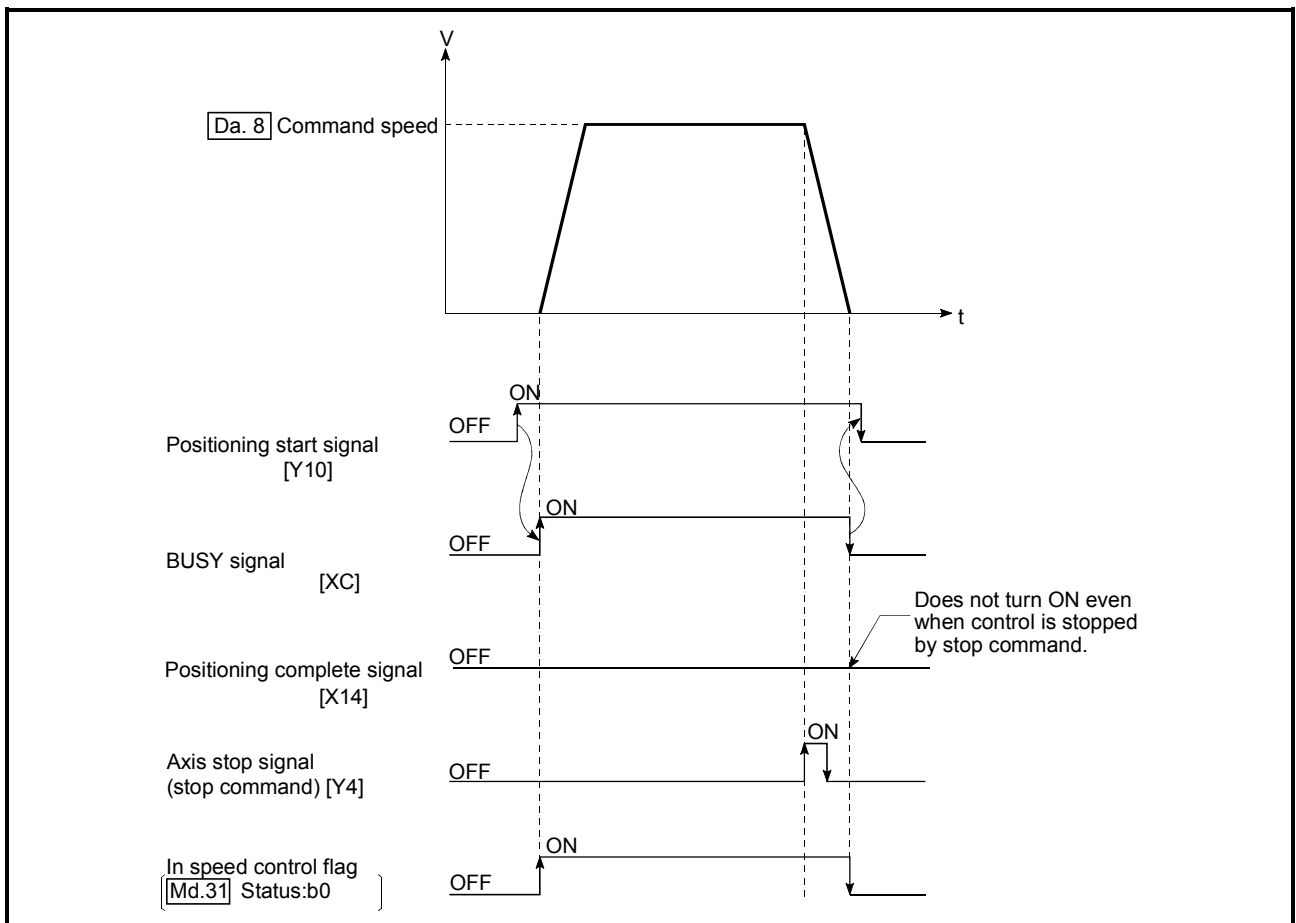 V
Da. 8 Command speed
t
ON
OFF
Positioning start signal
[Y10]
ON
OFF
BUSY signal
[XC]
Does not turn ON even
when control is stopped
by stop command.
OFF
Positioning complete signal
[X14]
ON
Axis stop signal
OFF
(stop command) [Y4]
ON
In speed control flag
OFF
Md.31 Status:b0